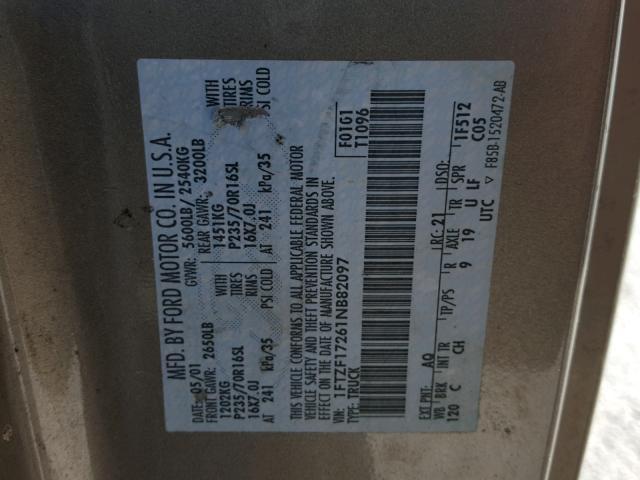 MFD. BY FORD MOTOR CO. IN U.S.A.
DATE: 05/01 GVWR: 5600LB/ 2540KG
FRONT GAWR: 2650LB REAR GAWR: 3200LB
1202KG 1451KG WITH
P235/70R16SL WITH P235/70R16SL TIRES
16X7.0J TIRES 16X7.0J RIMS
AT 241 kPa/35 RIMS PSI COLD AT 241 kPa/35 PSI COLD
THIS VEHICLE CONFORMS TO ALL APPLICABLE FEDERAL MOTOR
VEHICLE SAFETY AND THEFT PREVENTION STANDARDS IN
EFFECT ON THE DATE OF MANUFACTURE SHOWN ABOVE.
VIN: 1FTZF17261NB82097
TYPE: TRUCK
F01G1
T1096
EXT PNT: AQ RC: 21 DSO:
WB BRK INT TR TP/PS R AXLE TR SPR 1F512
120 C CH 9 19 U LF C05
UTC ▽ F85B-1520472-AB